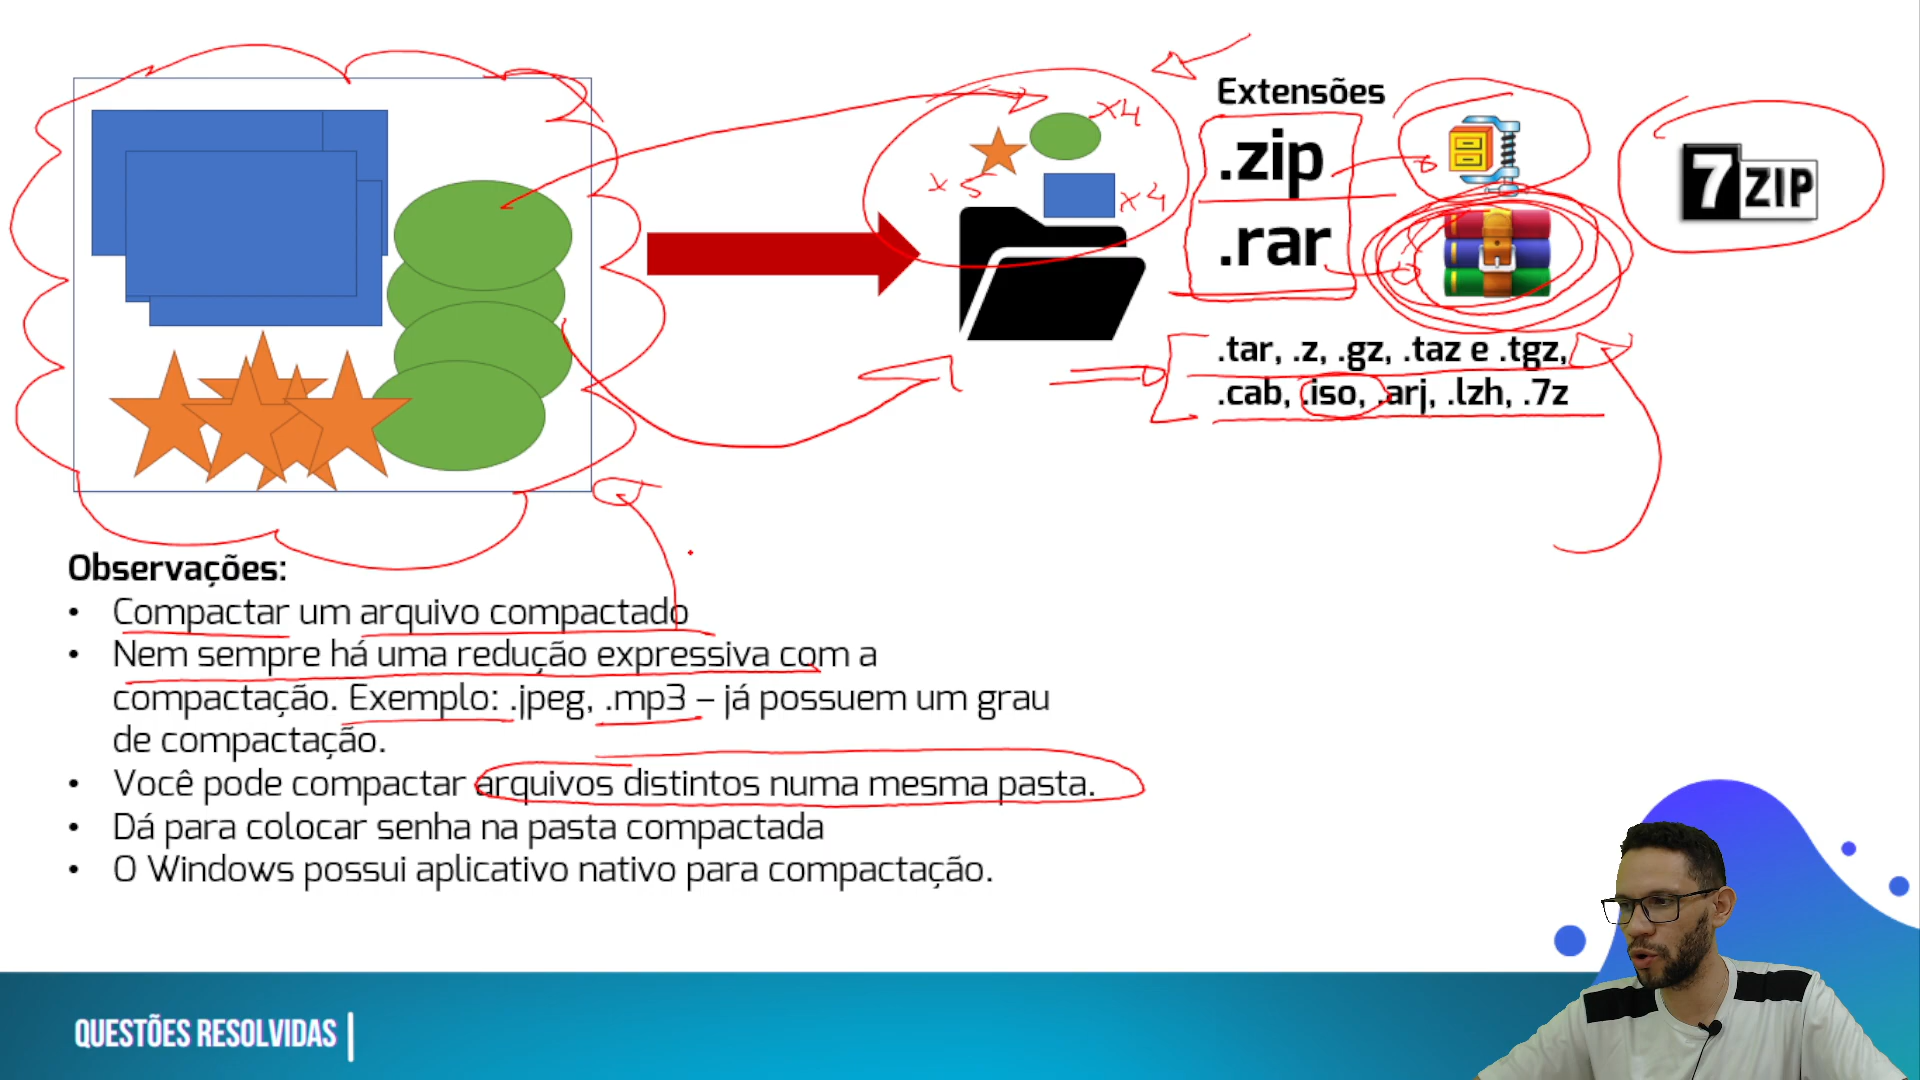 Extensões
x4
.zip
x5
x4
7ZIP
.rar
.tar, .z, .gz, .taz e .tgz,
.cab, .iso, .arj, .lzh, .7z
Observações:
• Compactar um arquivo compactado
• Nem sempre há uma redução expressiva com a
compactação. Exemplo: .jpeg, .mp3 – já possuem um grau
de compactação.
• Você pode compactar arquivos distintos numa mesma pasta.
• Dá para colocar senha na pasta compactada
• O Windows possui aplicativo nativo para compactação.
QUESTÕES RESOLVIDAS |